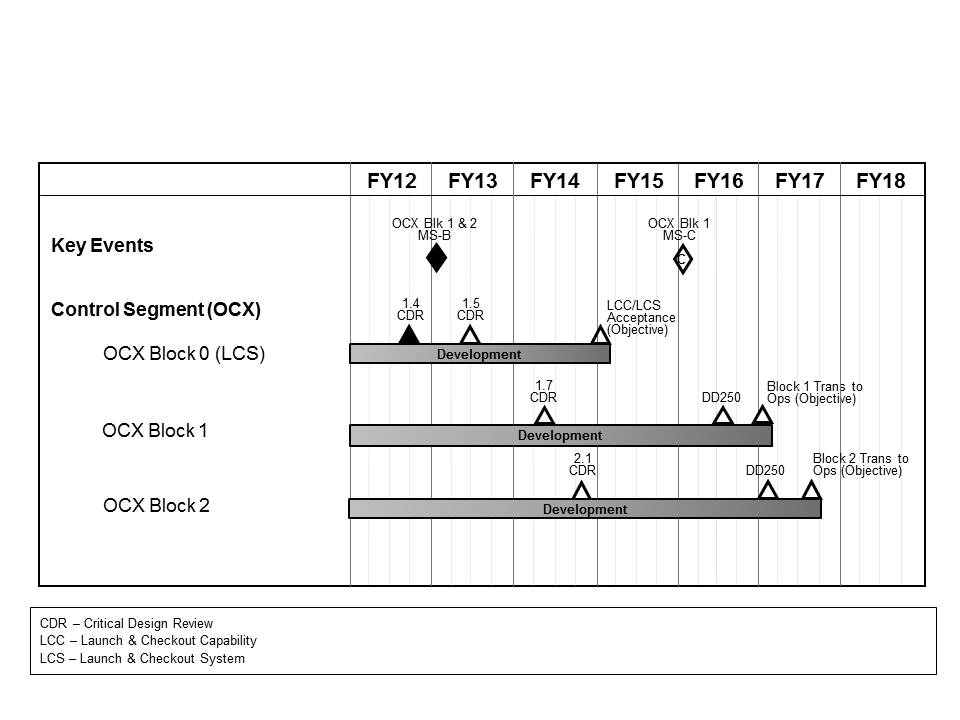 FY12 FY13 FY14 FY15 FY16 FY17 FY18
Key Events
OCX Blk 1 & 2
MS-B
OCX Blk 1
MS-C
C
Control Segment (OCX)
1.4
CDR
1.5
CDR
LCC/LCS
Acceptance
(Objective)
OCX Block 0 (LCS)
Development
1.7
CDR
DD250
Block 1 Trans to
Ops (Objective)
OCX Block 1
Development
2.1
CDR
DD250
Block 2 Trans to
Ops (Objective)
OCX Block 2
Development
CDR – Critical Design Review
LCC – Launch & Checkout Capability
LCS – Launch & Checkout System